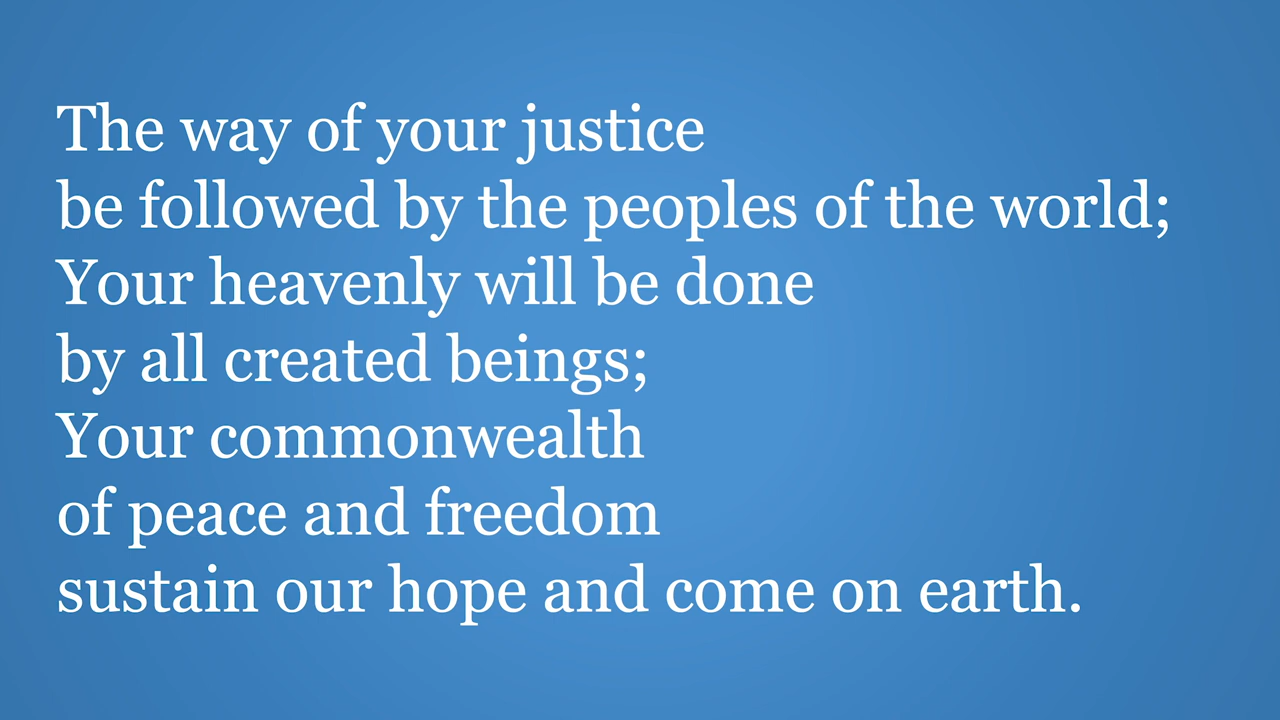 The way of your justice
be followed by the peoples of the world;
Your heavenly will be done
by all created beings;
Your commonwealth
of peace and freedom
sustain our hope and come on earth.